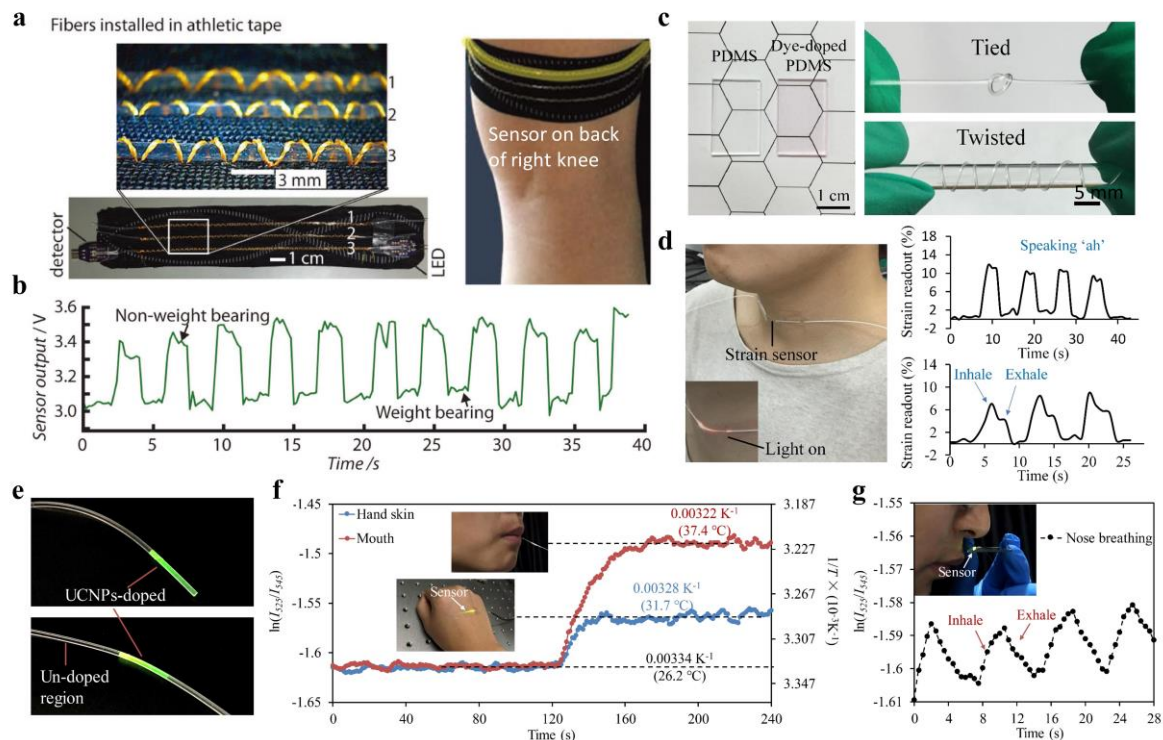 a
Fibers installed in athletic tape
1
2
3
3 mm
Sensor on back
of right knee
detector
1
2
3
1 cm
LED
b
Sensor output / V
3.6
3.4
3.2
3.0
Non-weight bearing
Weight bearing
0 5 10 15 20 25 30 35 40
Time /s
c
PDMS
Dye-doped
PDMS
1 cm
Tied
Twisted
5 mm
d
Strain sensor
Light on
Strain readout (%)
14
10
6
2
-2
Speaking ‘ah’
0 10 20 30 40
Time (s)
Strain readout (%)
14
10
6
2
-2
Inhale
Exhale
0 5 10 15 20 25
Time (s)
e
UCNPs-doped
Un-doped
region
f
ln(I525/I545)
-1.45
-1.5
-1.55
-1.6
-1.65
Hand skin
Mouth
Sensor
0.00322 K-1
(37.4 °C)
0.00328 K-1
(31.7 °C)
0.00334 K-1
(26.2 °C)
3.187
3.227
3.267
3.307
3.347
1/T × (10³K-1)
0 40 80 120 160 200 240
Time (s)
g
ln(I525/I545)
-1.55
-1.57
-1.59
-1.6
-1.61
Sensor
Nose breathing
Inhale
Exhale
0 4 8 12 16 20 24 28
Time (s)